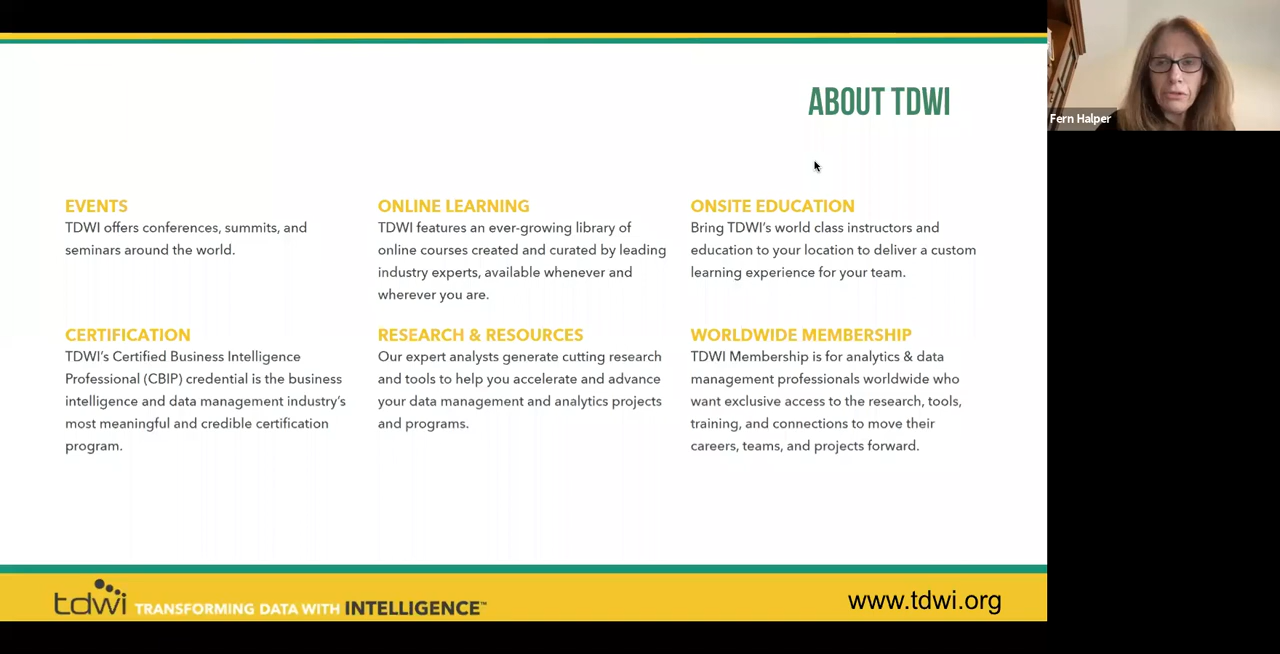 ABOUT TDWI
Fern Halper
EVENTS
TDWI offers conferences, summits, and
seminars around the world.
ONLINE LEARNING
TDWI features an ever-growing library of
online courses created and curated by leading
industry experts, available whenever and
wherever you are.
ONSITE EDUCATION
Bring TDWI’s world class instructors and
education to your location to deliver a custom
learning experience for your team.
CERTIFICATION
TDWI’s Certified Business Intelligence
Professional (CBIP) credential is the business
intelligence and data management industry’s
most meaningful and credible certification
program.
RESEARCH & RESOURCES
Our expert analysts generate cutting research
and tools to help you accelerate and advance
your data management and analytics projects
and programs.
WORLDWIDE MEMBERSHIP
TDWI Membership is for analytics & data
management professionals worldwide who
want exclusive access to the research, tools,
training, and connections to move their
careers, teams, and projects forward.
tdwi TRANSFORMING DATA WITH INTELLIGENCE™
www.tdwi.org